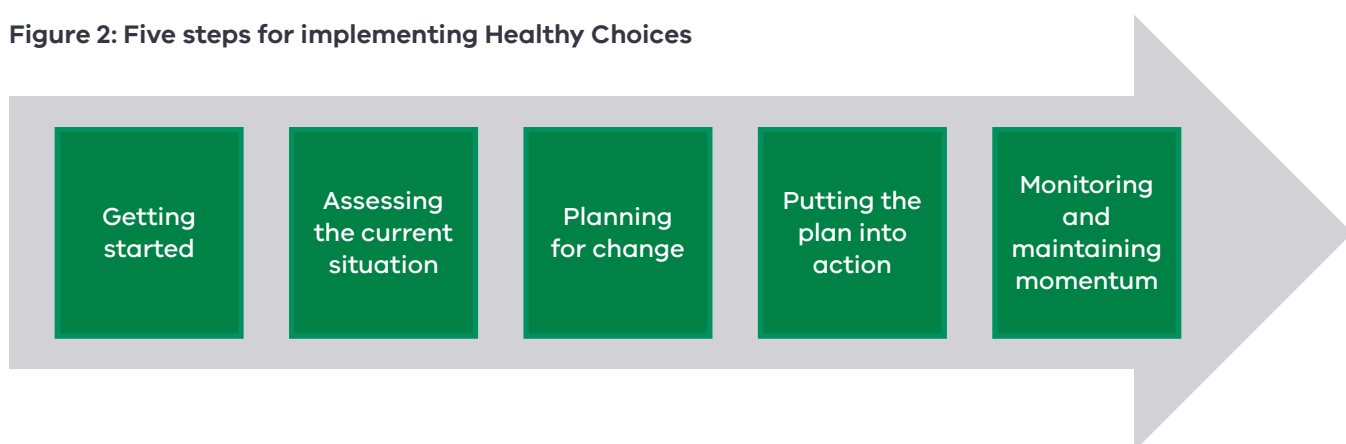 Figure 2: Five steps for implementing Healthy Choices
Getting
started
Assessing
the current
situation
Planning
for change
Putting the
plan into
action
Monitoring
and
maintaining
momentum